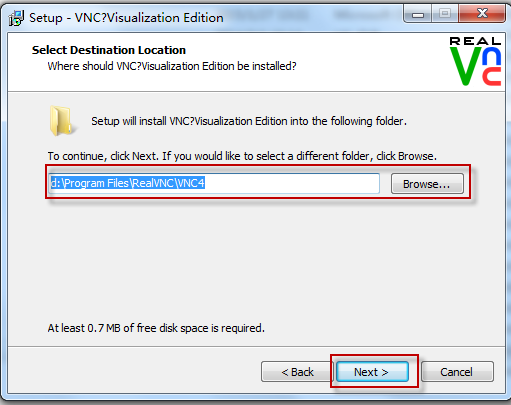 Setup - VNC?Visualization Edition
Select Destination Location
Where should VNC?Visualization Edition be installed?
REAL
VNC
Setup will install VNC?Visualization Edition into the following folder.
To continue, click Next. If you would like to select a different folder, click Browse.
d:\Program Files\RealVNC\VNC4
Browse...
At least 0.7 MB of free disk space is required.
< Back
Next >
Cancel